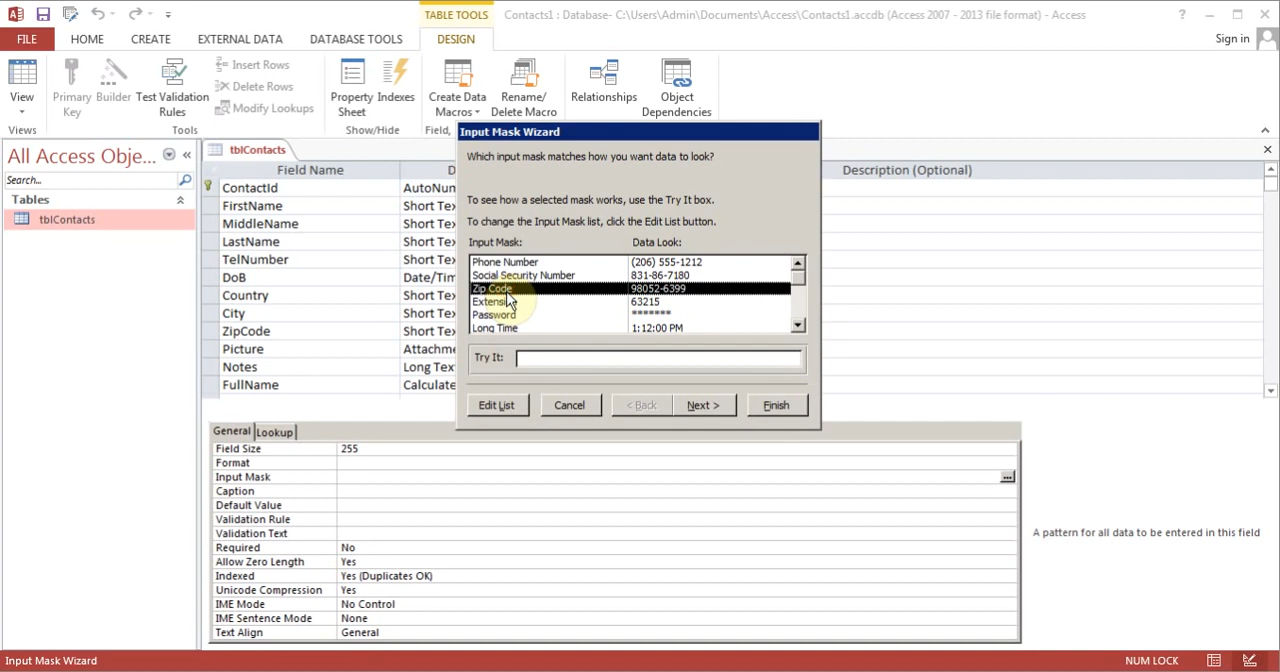 TABLE TOOLS
Contacts1 : Database- C:\Users\Admin\Documents\Access\Contacts1.accdb (Access 2007 - 2013 file format) - Access
?
FILE
HOME
CREATE
EXTERNAL DATA
DATABASE TOOLS
DESIGN
Sign in
View
Primary Key
Builder
Test Validation Rules
Insert Rows
Delete Rows
Modify Lookups
Property Sheet
Indexes
Create Data Macros
Rename/ Delete Macro
Relationships
Object Dependencies
Views
Tools
Show/Hide
Field,
All Access Obje...
Search...
Tables
tblContacts
tblContacts
Field Name
D
Description (Optional)
ContactId AutoNum
FirstName Short Tex
MiddleName Short Tex
LastName Short Tex
TelNumber Short Tex
DoB Date/Tim
Country Short Tex
City Short Tex
ZipCode Short Tex
Picture Attachme
Notes Long Text
FullName Calculate
Input Mask Wizard
Which input mask matches how you want data to look?
To see how a selected mask works, use the Try It box.
To change the Input Mask list, click the Edit List button.
Input Mask: Data Look:
Phone Number (206) 555-1212
Social Security Number 831-86-7180
Zip Code 98052-6399
Extension 63215
Password *******
Long Time 1:12:00 PM
Try It:
Edit List Cancel < Back Next > Finish
General Lookup
Field Size 255
Format
Input Mask ...
Caption
Default Value
Validation Rule
Validation Text
Required No
Allow Zero Length Yes
Indexed Yes (Duplicates OK)
Unicode Compression Yes
IME Mode No Control
IME Sentence Mode None
Text Align General
A pattern for all data to be entered in this field
Input Mask Wizard
NUM LOCK